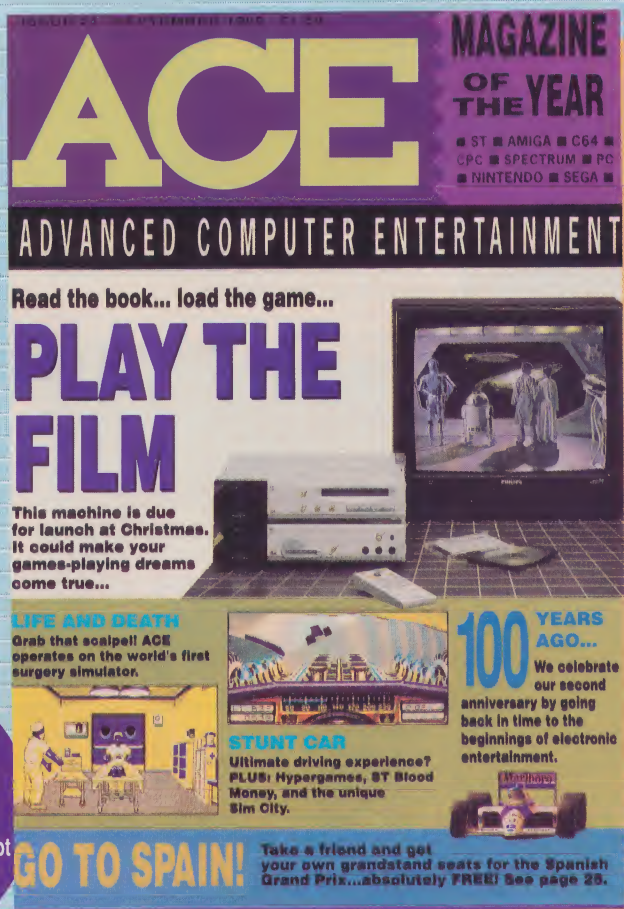 ACE
MAGAZINE
OF
THE YEAR
■ ST ■ AMIGA ■ C64 ■
CPC ■ SPECTRUM ■ PC
■ NINTENDO ■ SEGA ■
ADVANCED COMPUTER ENTERTAINMENT
Read the book... load the game...
PLAY THE
FILM
This machine is due
for launch at Christmas.
It could make your
games-playing dreams
come true...
PHILIPS
LIFE AND DEATH
Grab that scalpel! ACE
operates on the world's first
surgery simulator.
STUNT CAR
Ultimate driving experience?
PLUS: Hypergames, ST Blood
Money, and the unique
Sim City.
100 YEARS
AGO...
We celebrate
our second
anniversary by going
back in time to the
beginnings of electronic
entertainment.
Marlboro
GO TO SPAIN!
Take a friend and get
your own grandstand seats for the Spanish
Grand Prix...absolutely FREE! See page 25.